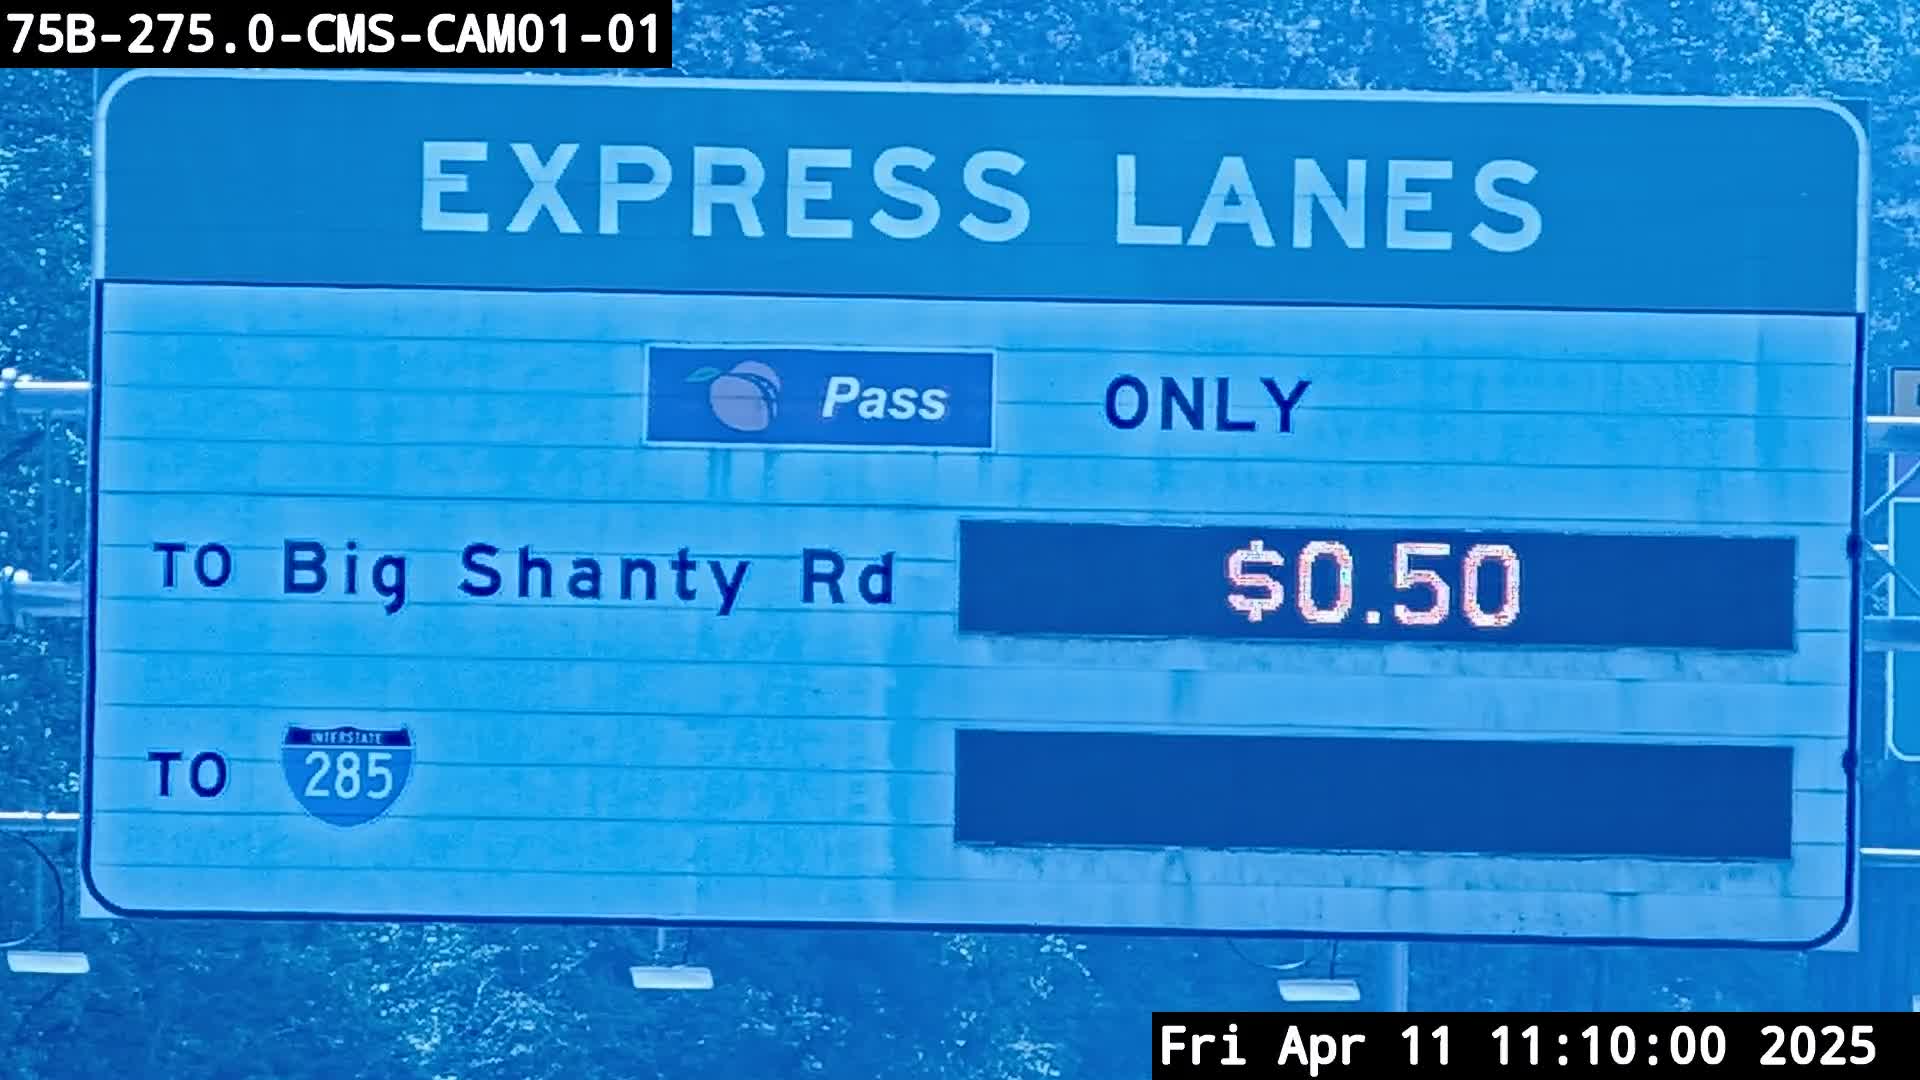 75B-275.0-CMS-CAM01-01
EXPRESS LANES
Pass ONLY
TO Big Shanty Rd $0.50
TO INTERSTATE 285
Fri Apr 11 11:10:00 2025